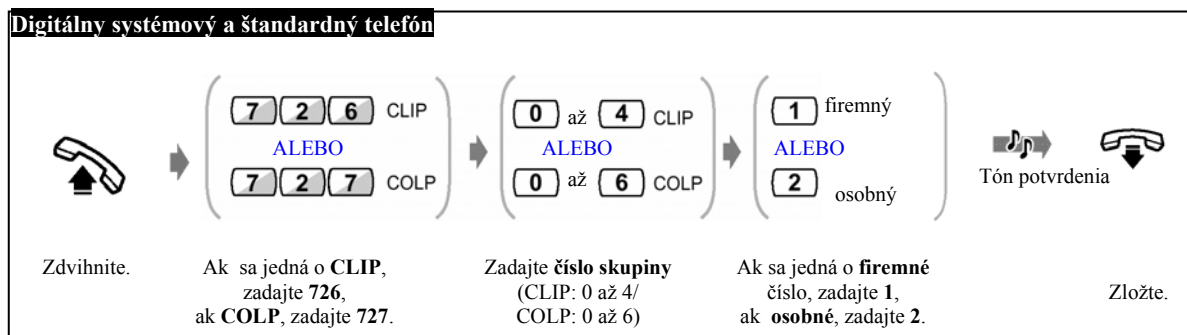 Digitálny systémový a štandardný telefón
7 2 6 CLIP
ALEBO
7 2 7 COLP
0 až 4 CLIP
ALEBO
0 až 6 COLP
1 firemný
ALEBO
2 osobný
Tón potvrdenia
Zdvihnite.
Ak sa jedná o CLIP,
zadajte 726,
ak COLP, zadajte 727.
Zadajte číslo skupiny
(CLIP: 0 až 4/
COLP: 0 až 6)
Ak sa jedná o firemné
číslo, zadajte 1,
ak osobné, zadajte 2.
Zložte.